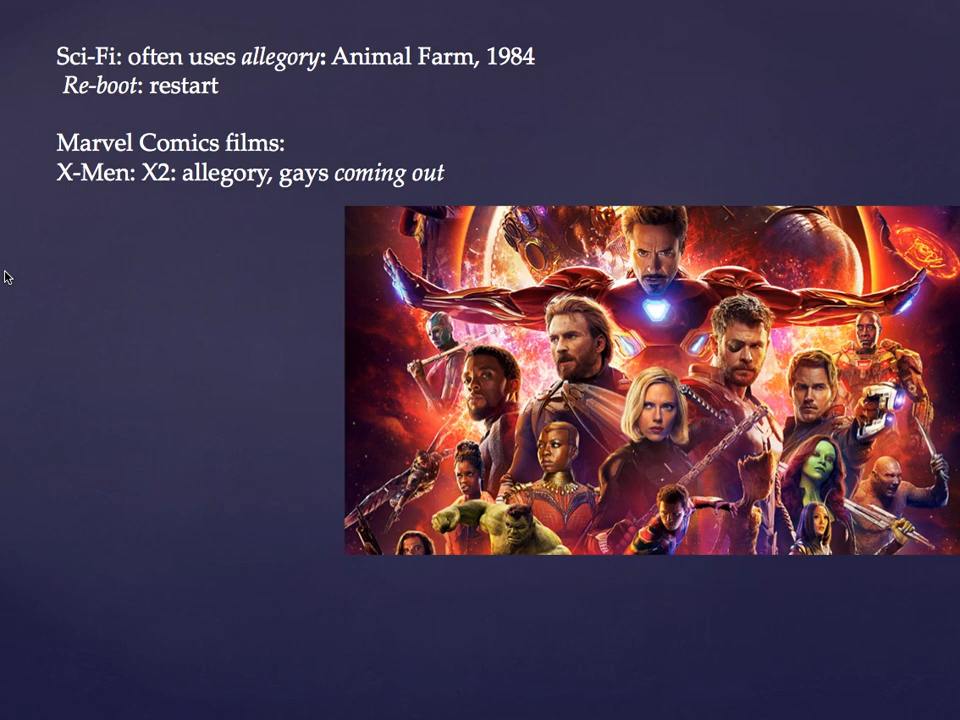 Sci-Fi: often uses allegory: Animal Farm, 1984
Re-boot: restart
Marvel Comics films:
X-Men: X2: allegory, gays coming out